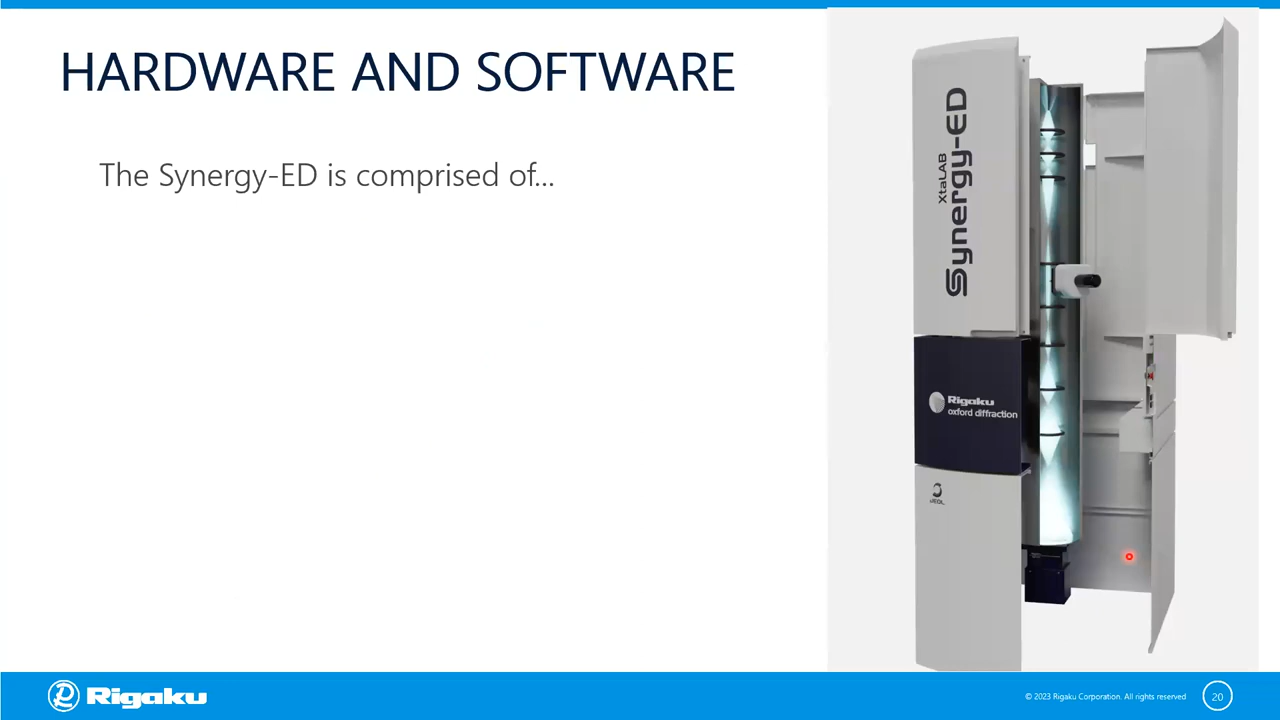 HARDWARE AND SOFTWARE
The Synergy-ED is comprised of...
XtaLAB
Synergy-ED
Rigaku
oxford diffraction
JEOL
Rigaku
© 2023 Rigaku Corporation. All rights reserved
20